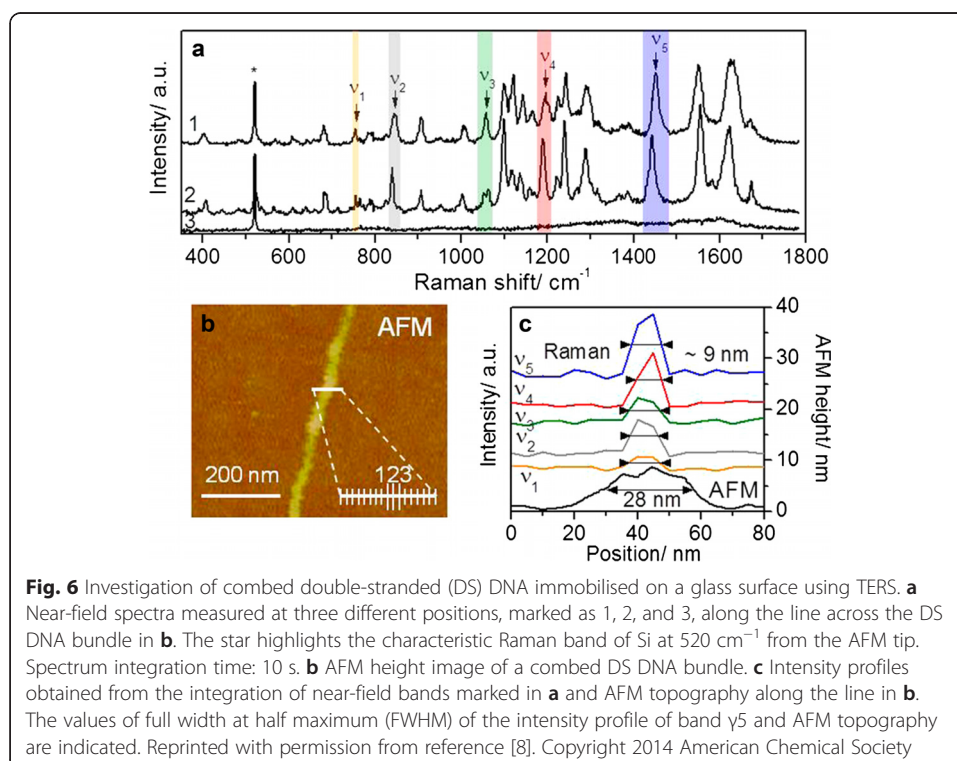 a
*
ν1
ν2
ν3
ν4
ν5
1
2
3
Intensity/ a.u.
400 600 800 1000 1200 1400 1600 1800
Raman shift/ cm-1
b
AFM
200 nm
123
c
Raman
~ 9 nm
ν5
ν4
ν3
ν2
ν1
AFM
28 nm
Intensity/ a.u.
0 20 40 60 80
Position/ nm
40
30
20
10
0
AFM height/ nm
Fig. 6 Investigation of combed double-stranded (DS) DNA immobilised on a glass surface using TERS. a
Near-field spectra measured at three different positions, marked as 1, 2, and 3, along the line across the DS
DNA bundle in b. The star highlights the characteristic Raman band of Si at 520 cm−1 from the AFM tip.
Spectrum integration time: 10 s. b AFM height image of a combed DS DNA bundle. c Intensity profiles
obtained from the integration of near-field bands marked in a and AFM topography along the line in b.
The values of full width at half maximum (FWHM) of the intensity profile of band γ5 and AFM topography
are indicated. Reprinted with permission from reference [8]. Copyright 2014 American Chemical Society